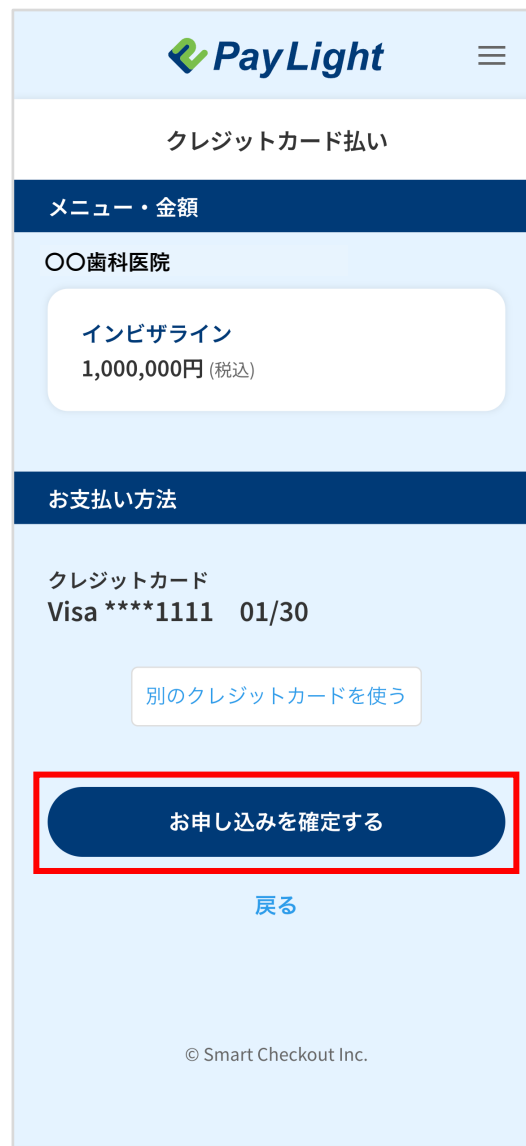 PayLight
クレジットカード払い
メニュー・金額
〇〇歯科医院
インビザライン
1,000,000円 (税込)
お支払い方法
クレジットカード
Visa ****1111 01/30
別のクレジットカードを使う
お申し込みを確定する
戻る
© Smart Checkout Inc.